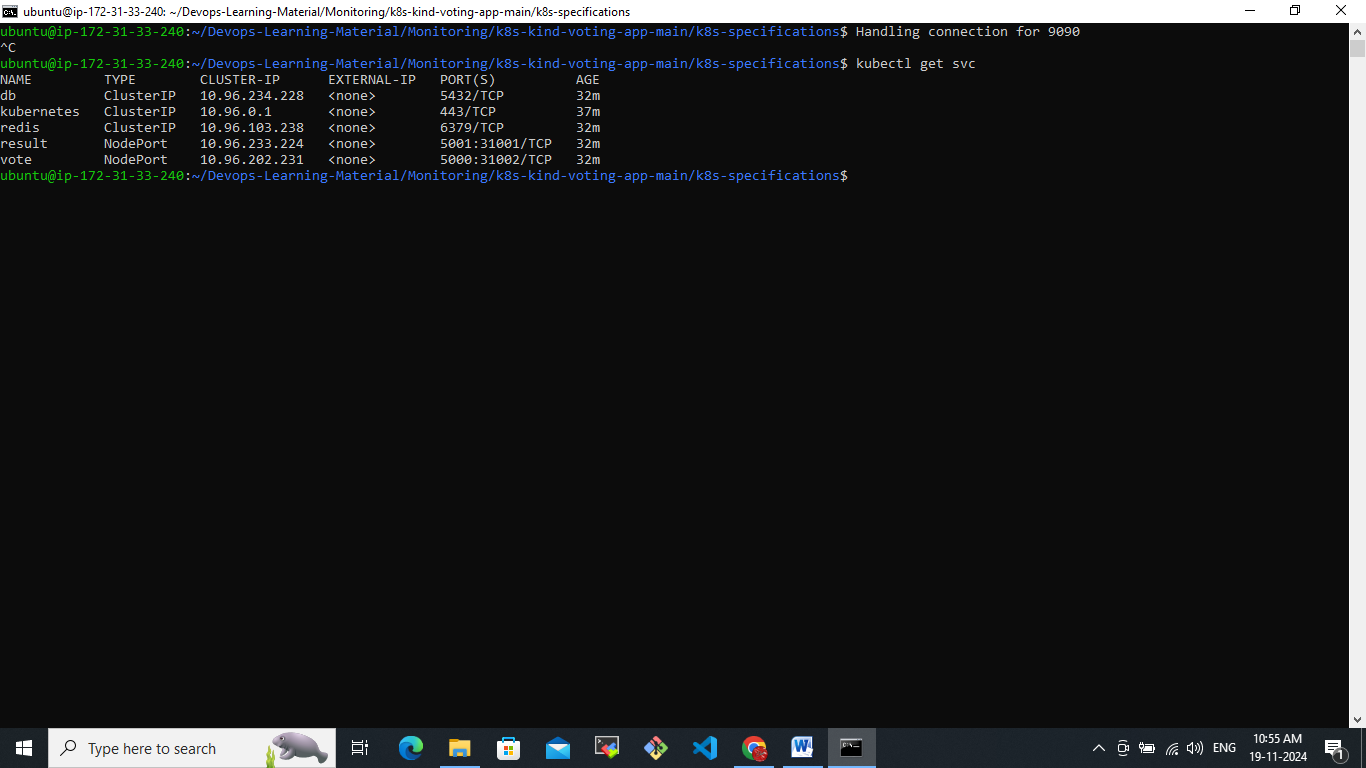 ubuntu@ip-172-31-33-240: ~/Devops-Learning-Material/Monitoring/k8s-kind-voting-app-main/k8s-specifications
ubuntu@ip-172-31-33-240:~/Devops-Learning-Material/Monitoring/k8s-kind-voting-app-main/k8s-specifications$ Handling connection for 9090
^C
ubuntu@ip-172-31-33-240:~/Devops-Learning-Material/Monitoring/k8s-kind-voting-app-main/k8s-specifications$ kubectl get svc
NAME         TYPE        CLUSTER-IP      EXTERNAL-IP   PORT(S)          AGE
db           ClusterIP   10.96.234.228   <none>        5432/TCP         32m
kubernetes   ClusterIP   10.96.0.1       <none>        443/TCP          37m
redis        ClusterIP   10.96.103.238   <none>        6379/TCP         32m
result       NodePort    10.96.233.224   <none>        5001:31001/TCP   32m
vote         NodePort    10.96.202.231   <none>        5000:31002/TCP   32m
ubuntu@ip-172-31-33-240:~/Devops-Learning-Material/Monitoring/k8s-kind-voting-app-main/k8s-specifications$
Type here to search
ENG
10:55 AM
19-11-2024
1